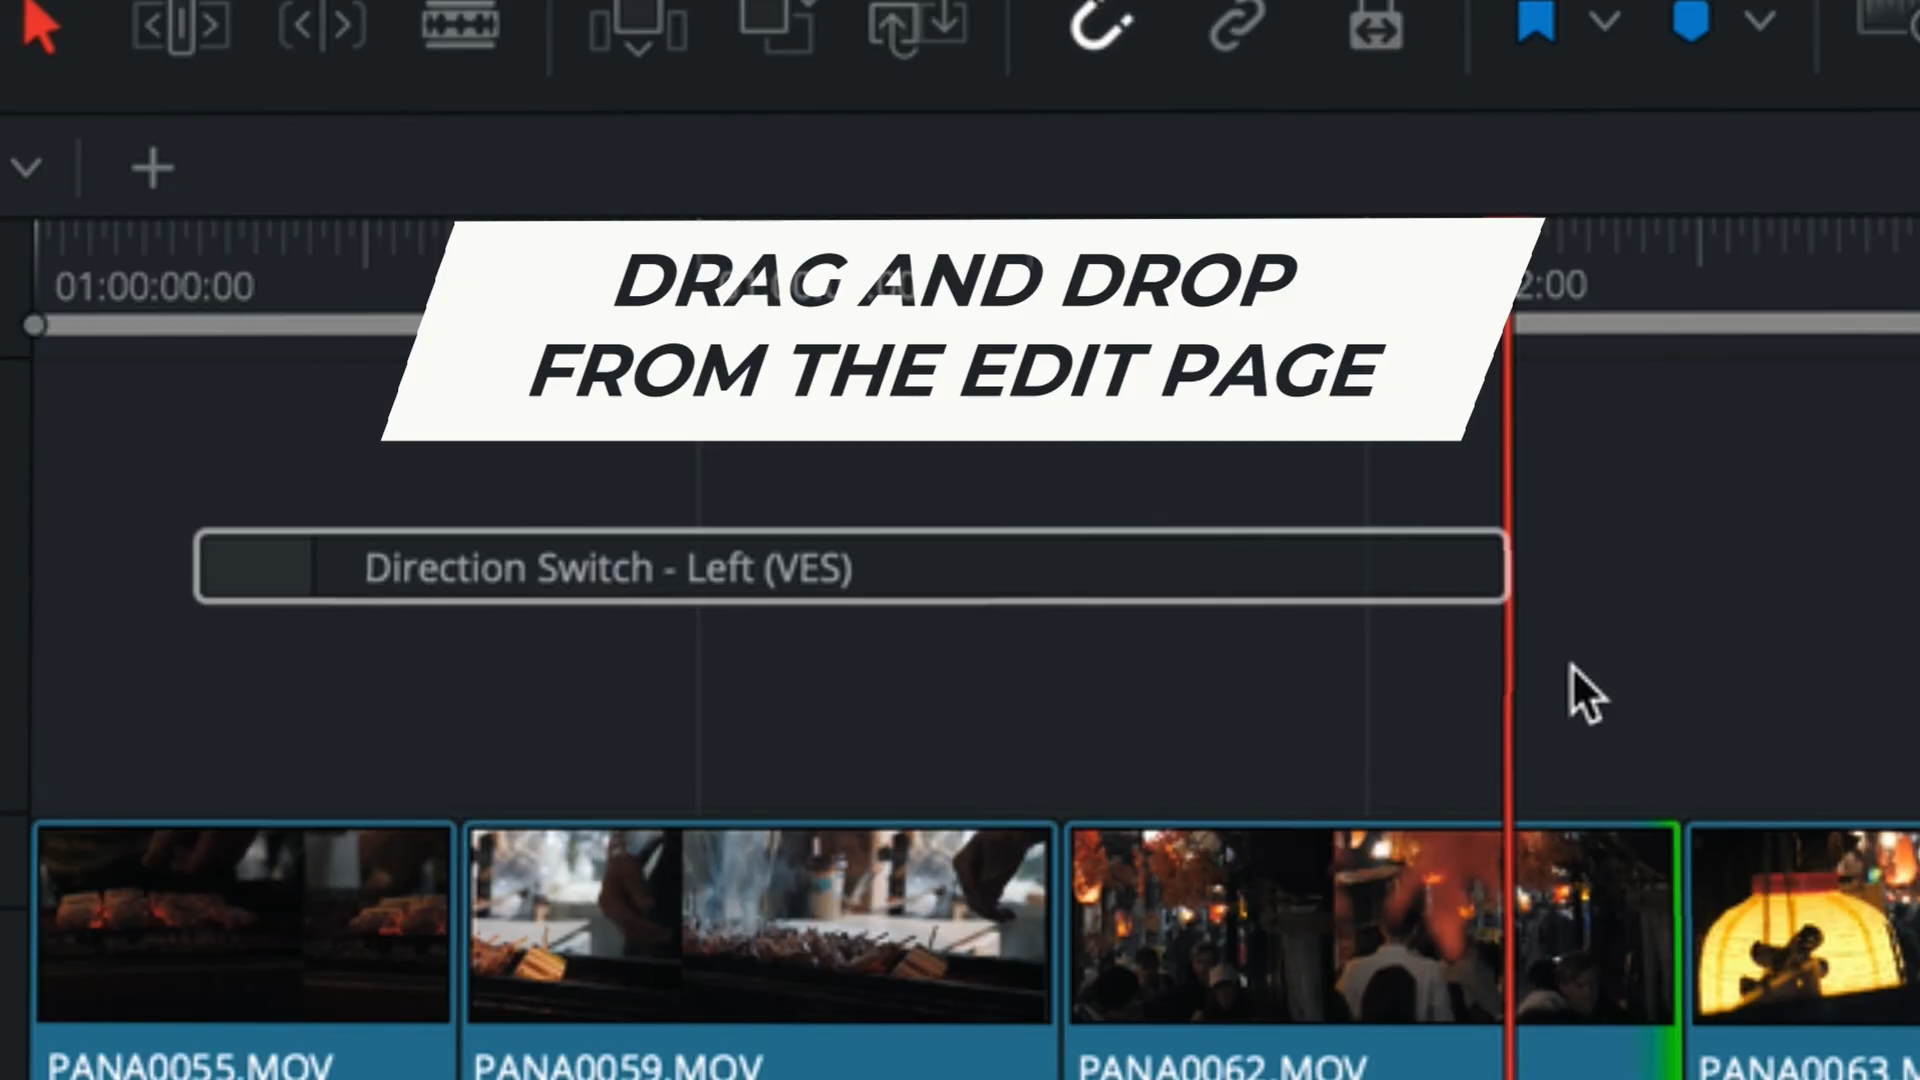 01:00:00:00
DRAG AND DROP
FROM THE EDIT PAGE
2:00
Direction Switch - Left (VES)
PANA0055.MOV
PANA0059.MOV
PANA0062.MOV
PANA0063.M